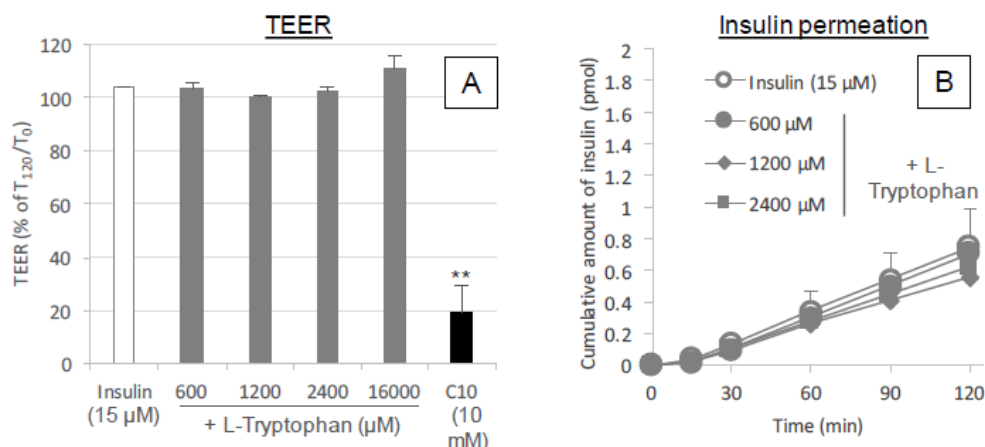 TEER
A
TEER (% of T120/T0)
120
100
80
60
40
20
0
**
Insulin
(15 µM)
600 1200 2400 16000
+ L-Tryptophan (µM)
C10
(10
mM)
Insulin permeation
B
Cumulative amount of insulin (pmol)
2
1.8
1.6
1.4
1.2
1
0.8
0.6
0.4
0.2
0
Insulin (15 µM)
600 µM
1200 µM
2400 µM
+ L-
Tryptophan
0 30 60 90 120
Time (min)